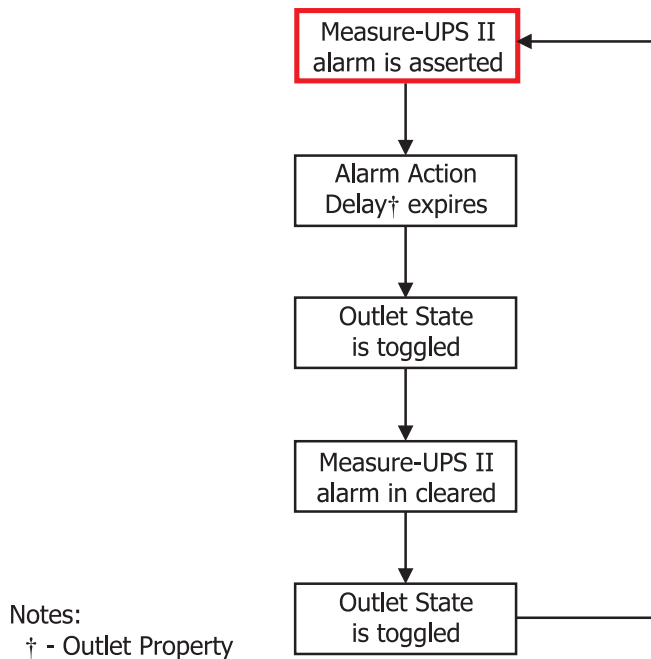 Measure-UPS II
alarm is asserted
Alarm Action
Delay† expires
Outlet State
is toggled
Measure-UPS II
alarm in cleared
Outlet State
is toggled
Notes:
† - Outlet Property